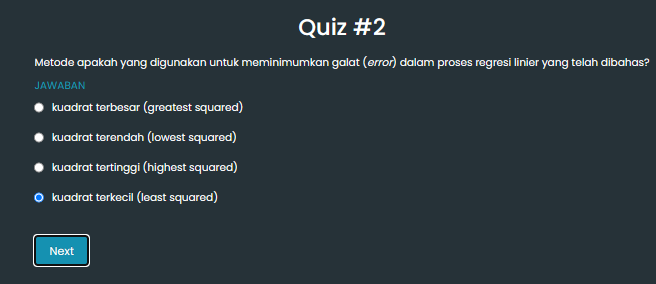 Quiz #2
Metode apakah yang digunakan untuk meminimumkan galat (error) dalam proses regresi linier yang telah dibahas?
JAWABAN
kuadrat terbesar (greatest squared)
kuadrat terendah (lowest squared)
kuadrat tertinggi (highest squared)
kuadrat terkecil (least squared)
Next